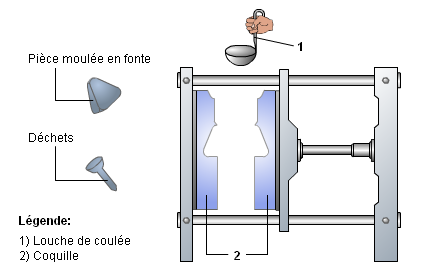 1
Pièce moulée en fonte
Déchets
Légende:
1) Louche de coulée
2) Coquille
2